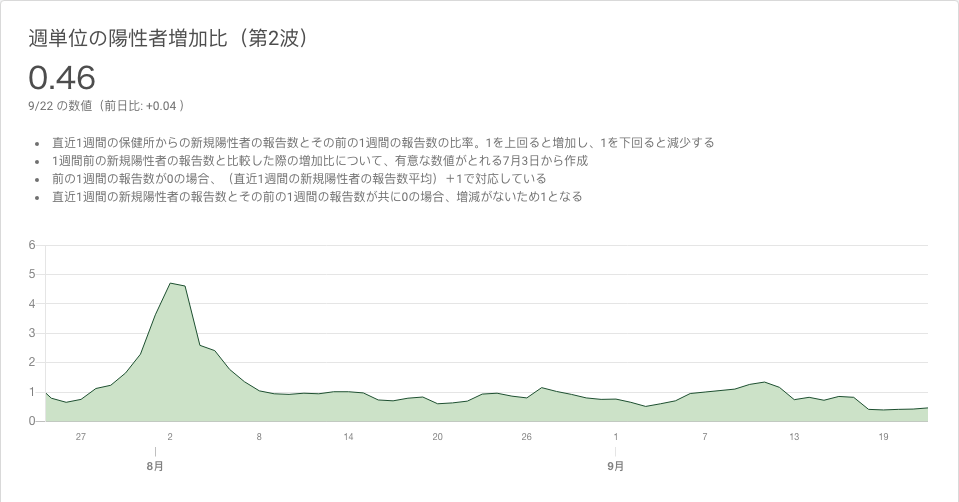 週単位の陽性者増加比（第2波）
0.46
9/22 の数値（前日比: +0.04 ）
• 直近1週間の保健所からの新規陽性者の報告数とその前の1週間の報告数の比率。1を上回ると増加し、1を下回ると減少する
• 1週間前の新規陽性者の報告数と比較した際の増加比について、有意な数値がとれる7月3日から作成
• 前の1週間の報告数が0の場合、（直近1週間の新規陽性者の報告数平均）＋1で対応している
• 直近1週間の新規陽性者の報告数とその前の1週間の報告数が共に0の場合、増減がないため1となる
6
5
4
3
2
1
0
27 2 8 14 20 26 1 7 13 19
8月 9月